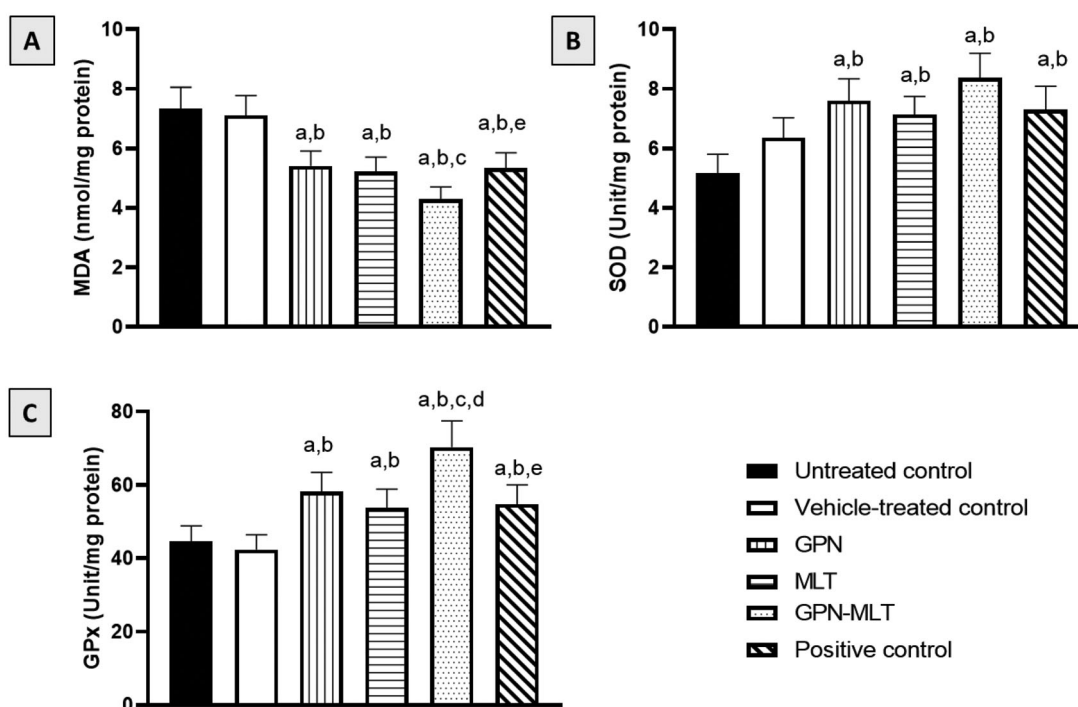 A
MDA (nmol/mg protein)
10
8
6
4
2
0
a,b
a,b
a,b,c
a,b,e
B
SOD (Unit/mg protein)
10
8
6
4
2
0
a,b
a,b
a,b
a,b
C
GPx (Unit/mg protein)
80
60
40
20
0
a,b
a,b
a,b,c,d
a,b,e
Untreated control
Vehicle-treated control
GPN
MLT
GPN-MLT
Positive control